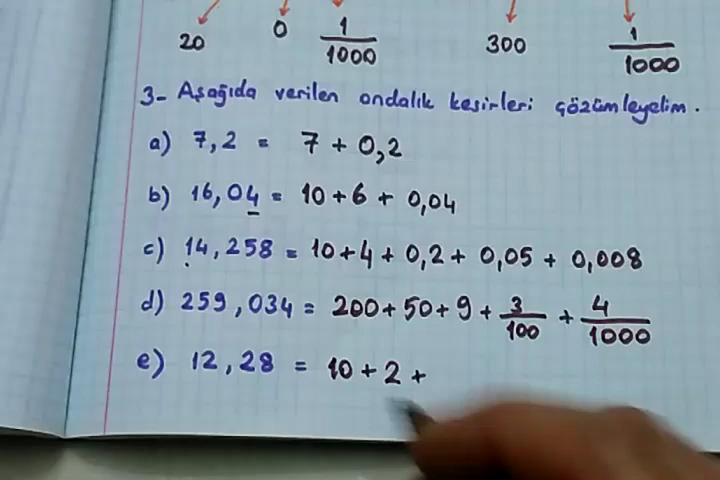 20 0 1/1000 300 1/1000
3- Aşağıda verilen ondalık kesirleri çözümleyelim.
a) 7,2 = 7 + 0,2
b) 16,04 = 10+6 + 0,04
c) 14,258 = 10+4 + 0,2 + 0,05 + 0,008
d) 259,034 = 200+50+9 + 3/100 + 4/1000
e) 12,28 = 10+2+